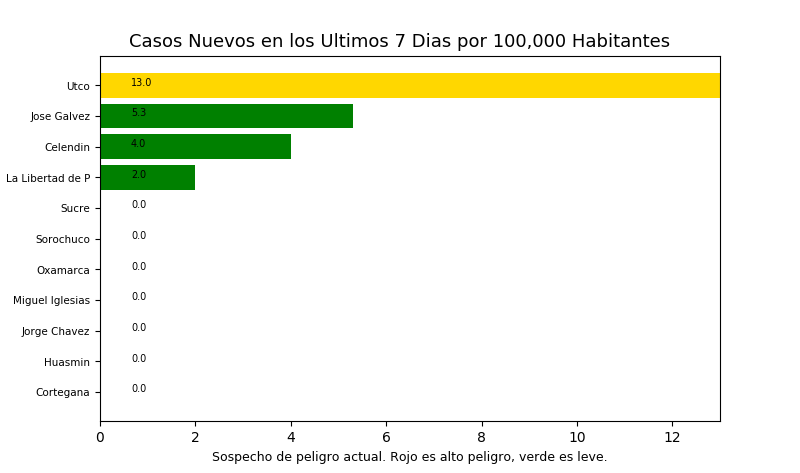 Casos Nuevos en los Ultimos 7 Dias por 100,000 Habitantes
Utco 13.0
Jose Galvez 5.3
Celendin 4.0
La Libertad de P 2.0
Sucre 0.0
Sorochuco 0.0
Oxamarca 0.0
Miguel Iglesias 0.0
Jorge Chavez 0.0
Huasmin 0.0
Cortegana 0.0
0 2 4 6 8 10 12
Sospecho de peligro actual. Rojo es alto peligro, verde es leve.